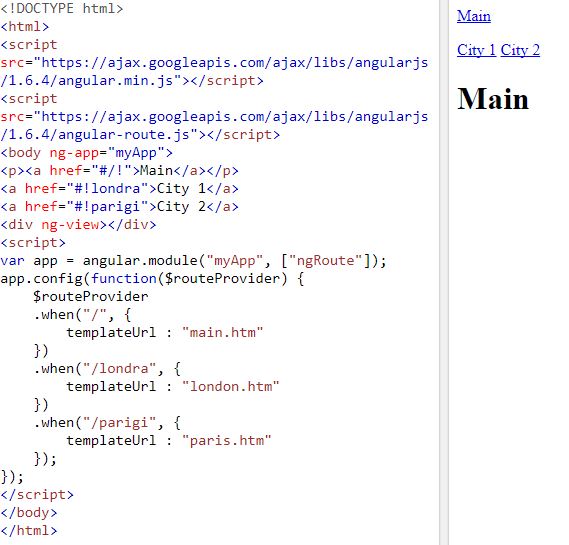 <!DOCTYPE html>
<html>
<script
src="https://ajax.googleapis.com/ajax/libs/angularjs
/1.6.4/angular.min.js"></script>
<script
src="https://ajax.googleapis.com/ajax/libs/angularjs
/1.6.4/angular-route.js"></script>
<body ng-app="myApp">
<p><a href="#/!">Main</a></p>
<a href="#!londra">City 1</a>
<a href="#!parigi">City 2</a>
<div ng-view></div>
<script>
var app = angular.module("myApp", ["ngRoute"]);
app.config(function($routeProvider) {
    $routeProvider
    .when("/", {
        templateUrl : "main.htm"
    })
    .when("/londra", {
        templateUrl : "london.htm"
    })
    .when("/parigi", {
        templateUrl : "paris.htm"
    });
});
</script>
</body>
</html>
Main
City 1 City 2
Main